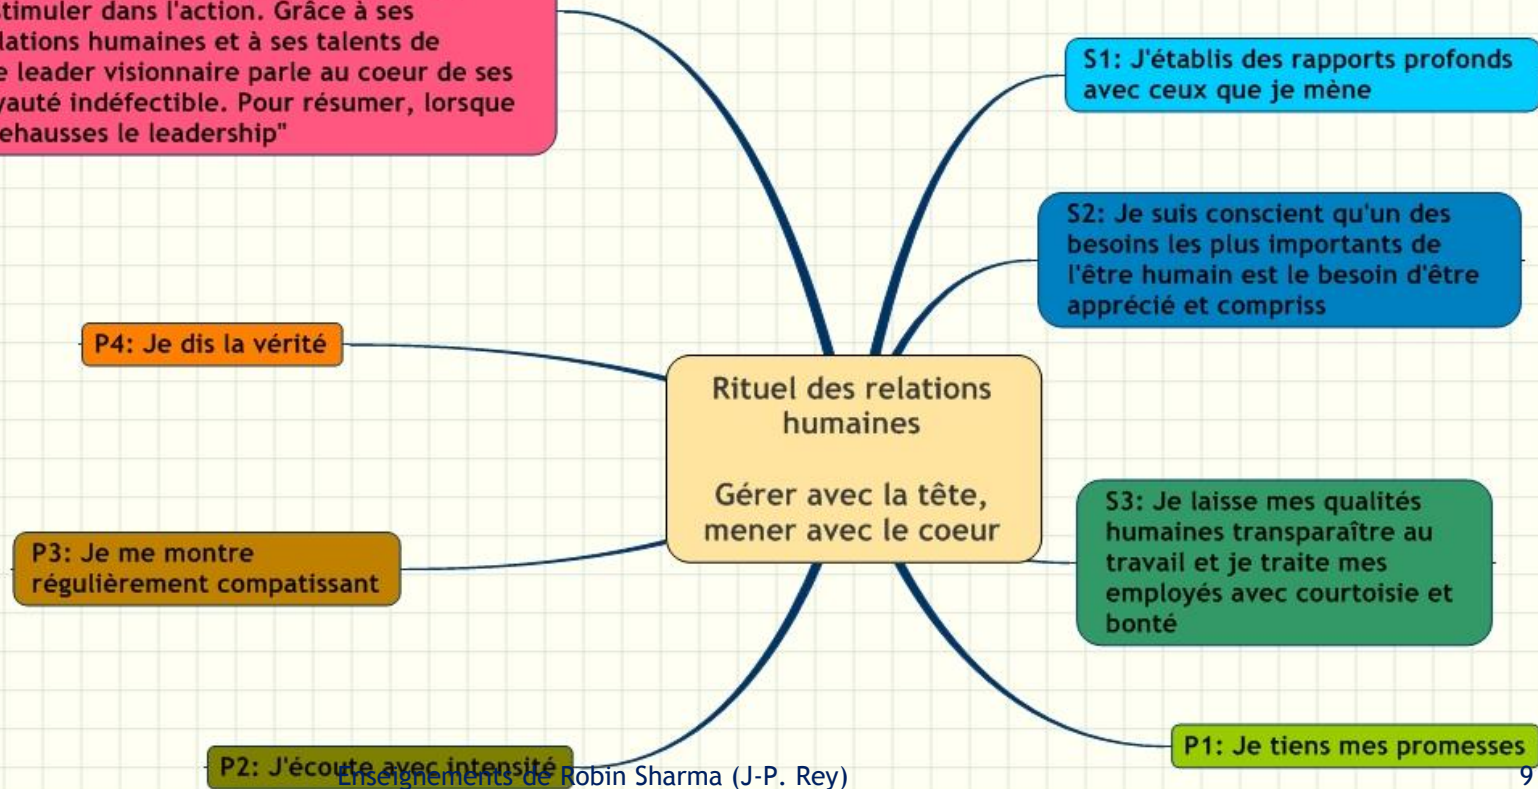 stimuler dans l'action. Grâce à ses
lations humaines et à ses talents de
e leader visionnaire parle au coeur de ses
yauté indéfectible. Pour résumer, lorsque
ehausses le leadership"
S1: J'établis des rapports profonds
avec ceux que je mène
S2: Je suis conscient qu'un des
besoins les plus importants de
l'être humain est le besoin d'être
apprécié et compriss
P4: Je dis la vérité
Rituel des relations
humaines
Gérer avec la tête,
mener avec le coeur
S3: Je laisse mes qualités
humaines transparaître au
travail et je traite mes
employés avec courtoisie et
bonté
P3: Je me montre
régulièrement compatissant
P1: Je tiens mes promesses
P2: J'écoute avec intensité
Enseignements de Robin Sharma (J-P. Rey)
9